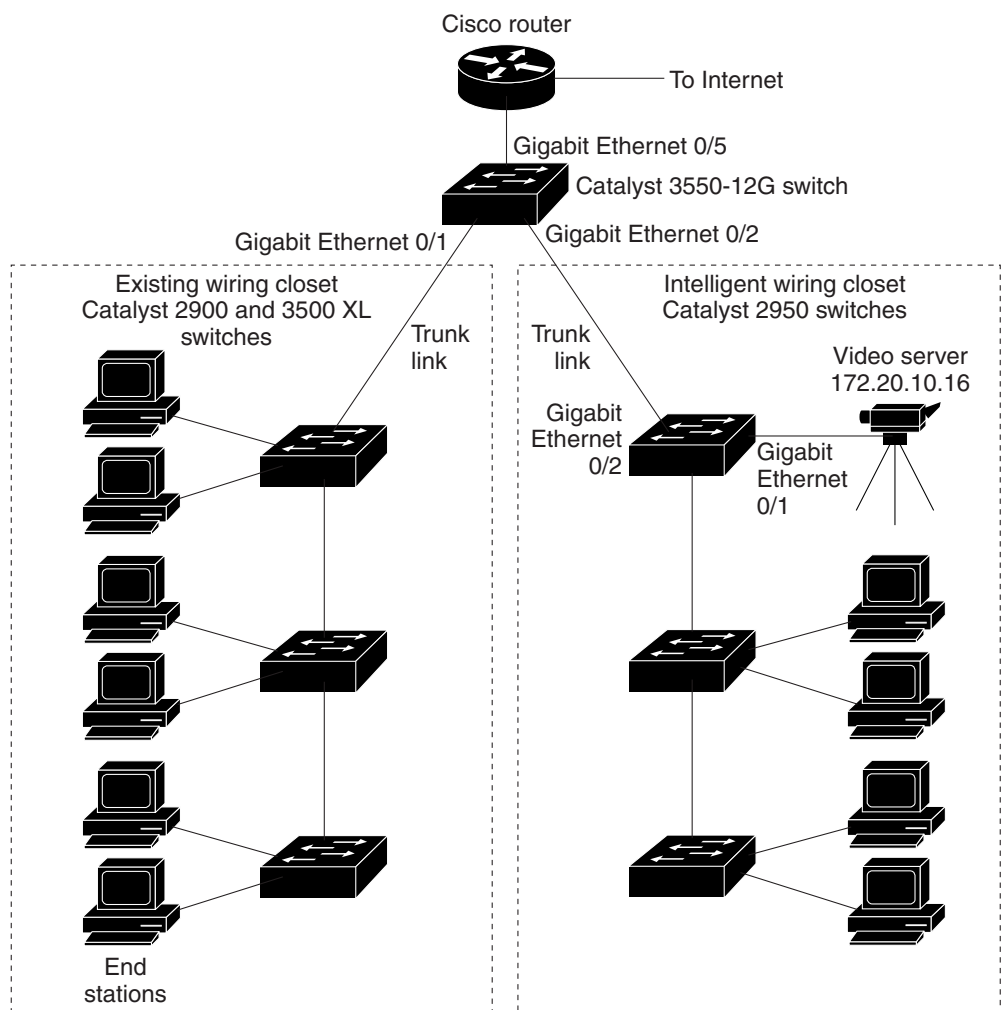 Cisco router
To Internet
Gigabit Ethernet 0/5
Catalyst 3550-12G switch
Gigabit Ethernet 0/1
Gigabit Ethernet 0/2
Existing wiring closet
Catalyst 2900 and 3500 XL
switches
Intelligent wiring closet
Catalyst 2950 switches
Trunk
link
Trunk
link
Video server
172.20.10.16
Gigabit
Ethernet
0/2
Gigabit
Ethernet
0/1
End
stations